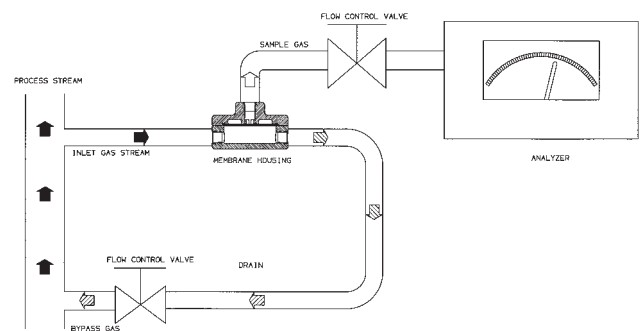 FLOW CONTROL VALVE
SAMPLE GAS
PROCESS STREAM
INLET GAS STREAM
MEMBRANE HOUSING
ANALYZER
FLOW CONTROL VALVE
DRAIN
BYPASS GAS